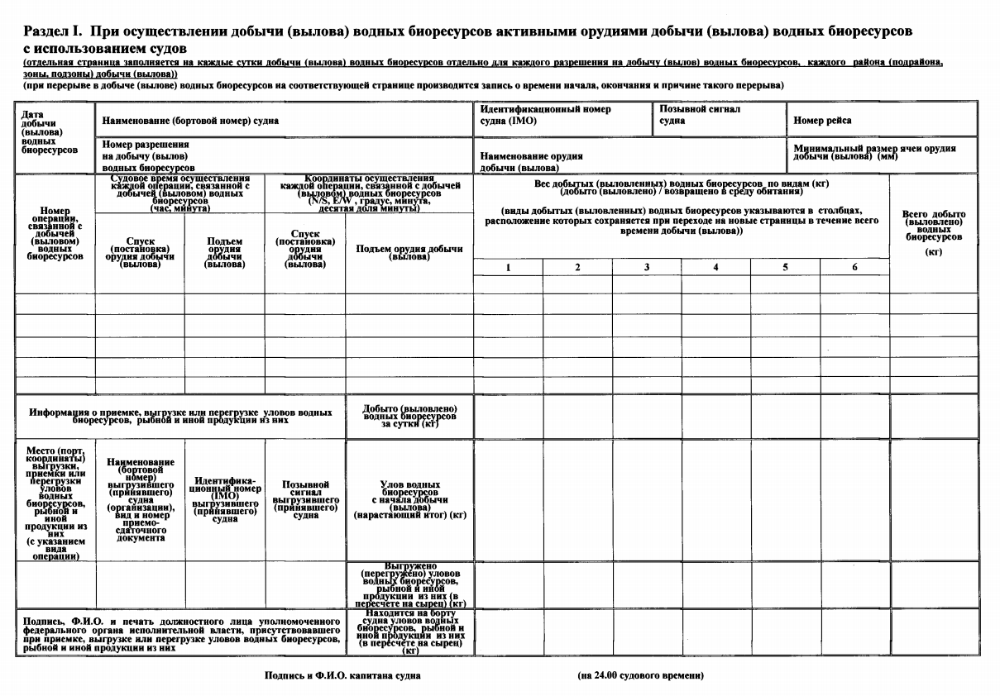 Раздел I. При осуществлении добычи (вылова) водных биоресурсов активными орудиями добычи (вылова) водных биоресурсов
с использованием судов
(отдельная страница заполняется на каждые сутки добычи (вылова) водных биоресурсов отдельно для каждого разрешения на добычу (вылов) водных биоресурсов, каждого района (подрайона,
зоны, подзоны) добычи (вылова))
(при перерыве в добыче (вылове) водных биоресурсов на соответствующей странице производится запись о времени начала, окончания и причине такого перерыва)
Дата
добычи
(вылова)
водных
биоресурсов
Наименование (бортовой номер) судна
Идентификационный номер
судна (IMO)
Позывной сигнал
судна
Номер рейса
Номер разрешения
на добычу (вылов)
водных биоресурсов
Наименование орудия
добычи (вылова)
Минимальный размер ячеи орудия
добычи (вылова) (мм)
Номер
операции,
связанной с
добычей
(выловом)
водных
биоресурсов
Судовое время осуществления
каждой операции, связанной с
добычей (выловом) водных
биоресурсов
(час, минута)
Координаты осуществления
каждой операции, связанной с добычей
(выловом) водных биоресурсов
(N/S, E/W , градус, минута,
десятая доля минуты)
Вес добытых (выловленных) водных биоресурсов по видам (кг)
(добыто (выловлено) / возвращено в среду обитания)
(виды добытых (выловленных) водных биоресурсов указываются в столбцах,
расположение которых сохраняется при переходе на новые страницы в течение всего
времени добычи (вылова))
Всего добыто
(выловлено)
водных
биоресурсов
(кг)
Спуск
(постановка)
орудия добычи
(вылова)
Подъем
орудия
добычи
(вылова)
Спуск
(постановка)
орудия
добычи
(вылова)
Подъем орудия добычи
(вылова)
1 2 3 4 5 6
Информация о приемке, выгрузке или перегрузке уловов водных
биоресурсов, рыбной и иной продукции из них
Добыто (выловлено)
водных биоресурсов
за сутки (кг)
Место (порт,
координаты)
выгрузки,
приемки или
перегрузки
уловов
водных
биоресурсов,
рыбной и
иной
продукции из
них
(с указанием
вида
операции)
Наименование
(бортовой
номер)
выгрузившего
(принявшего)
судна
(организации),
вид и номер
приемо-
сдаточного
документа
Идентифика-
ционный номер
(IMO)
выгрузившего
(принявшего)
судна
Позывной
сигнал
выгрузившего
(принявшего)
судна
Улов водных
биоресурсов
с начала добычи
(вылова)
(нарастающий итог) (кг)
Выгружено
(перегружено) уловов
водных биоресурсов,
рыбной и иной
продукции из них (в
пересчете на сырец) (кг)
Подпись, Ф.И.О. и печать должностного лица уполномоченного
федерального органа исполнительной власти, присутствовавшего
при приемке, выгрузке или перегрузке уловов водных биоресурсов,
рыбной и иной продукции из них
Находится на борту
судна уловов водных
биоресурсов, рыбной и
иной продукции из них
(в пересчете на сырец)
(кг)
Подпись и Ф.И.О. капитана судна
(на 24.00 судового времени)